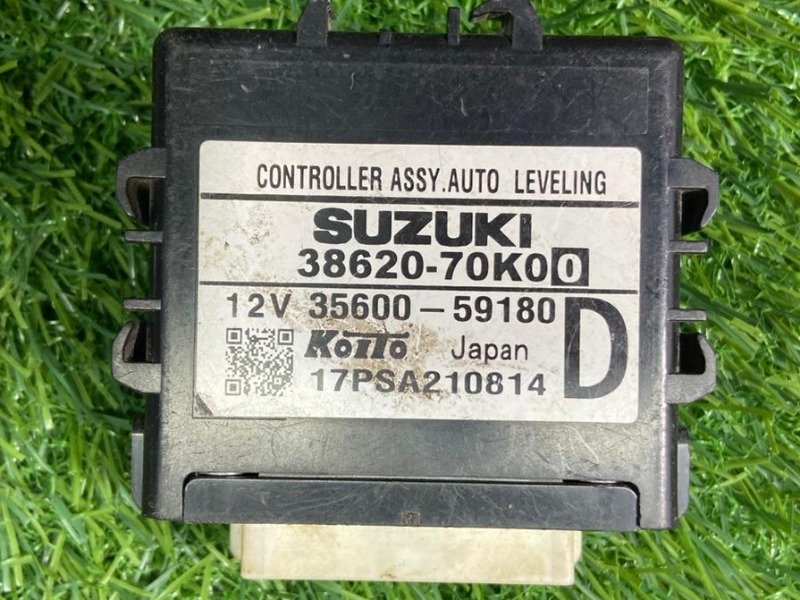 CONTROLLER ASSY.AUTO LEVELING
SUZUKI
38620-70K00
12V 35600-59180 D
KOITO Japan
17PSA210814